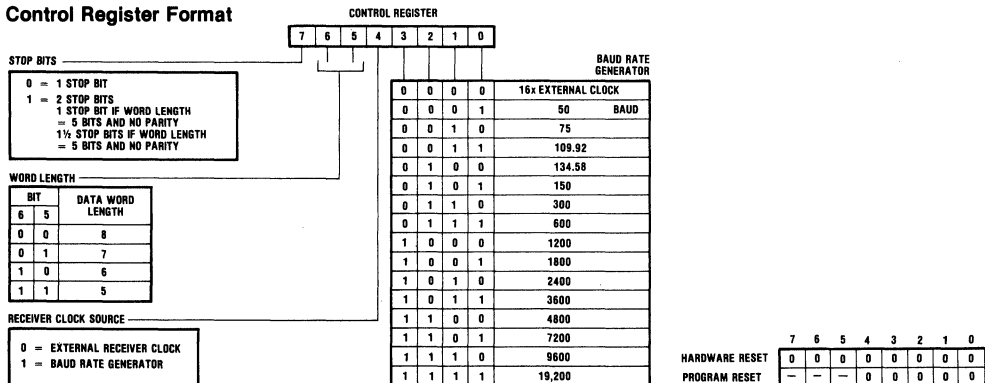 Control Register Format
CONTROL REGISTER
7 6 5 4 3 2 1 0
STOP BITS
0 = 1 STOP BIT
1 = 2 STOP BITS
1 STOP BIT IF WORD LENGTH
= 5 BITS AND NO PARITY
1½ STOP BITS IF WORD LENGTH
= 5 BITS AND NO PARITY
WORD LENGTH
BIT DATA WORD
6 5 LENGTH
0 0 8
0 1 7
1 0 6
1 1 5
RECEIVER CLOCK SOURCE
0 = EXTERNAL RECEIVER CLOCK
1 = BAUD RATE GENERATOR
BAUD RATE
GENERATOR
0 0 0 0 16x EXTERNAL CLOCK
0 0 0 1 50 BAUD
0 0 1 0 75
0 0 1 1 109.92
0 1 0 0 134.58
0 1 0 1 150
0 1 1 0 300
0 1 1 1 600
1 0 0 0 1200
1 0 0 1 1800
1 0 1 0 2400
1 0 1 1 3600
1 1 0 0 4800
1 1 0 1 7200
1 1 1 0 9600
1 1 1 1 19,200
7 6 5 4 3 2 1 0
HARDWARE RESET 0 0 0 0 0 0 0 0
PROGRAM RESET — — — 0 0 0 0 0